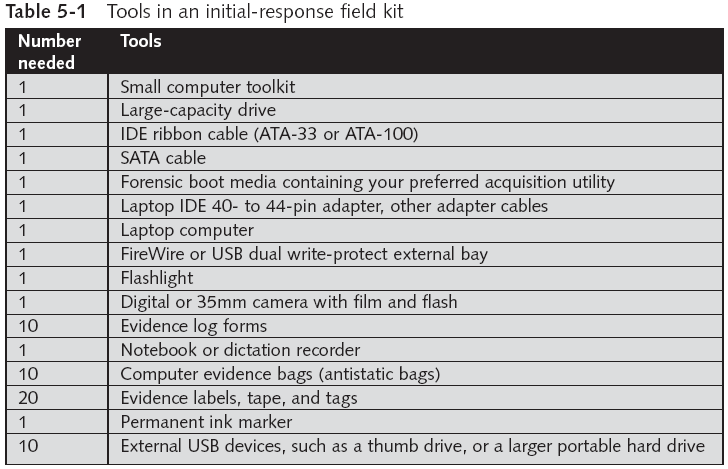 Table 5-1 Tools in an initial-response field kit
Number needed Tools
1 Small computer toolkit
1 Large-capacity drive
1 IDE ribbon cable (ATA-33 or ATA-100)
1 SATA cable
1 Forensic boot media containing your preferred acquisition utility
1 Laptop IDE 40- to 44-pin adapter, other adapter cables
1 Laptop computer
1 FireWire or USB dual write-protect external bay
1 Flashlight
1 Digital or 35mm camera with film and flash
10 Evidence log forms
1 Notebook or dictation recorder
10 Computer evidence bags (antistatic bags)
20 Evidence labels, tape, and tags
1 Permanent ink marker
10 External USB devices, such as a thumb drive, or a larger portable hard drive